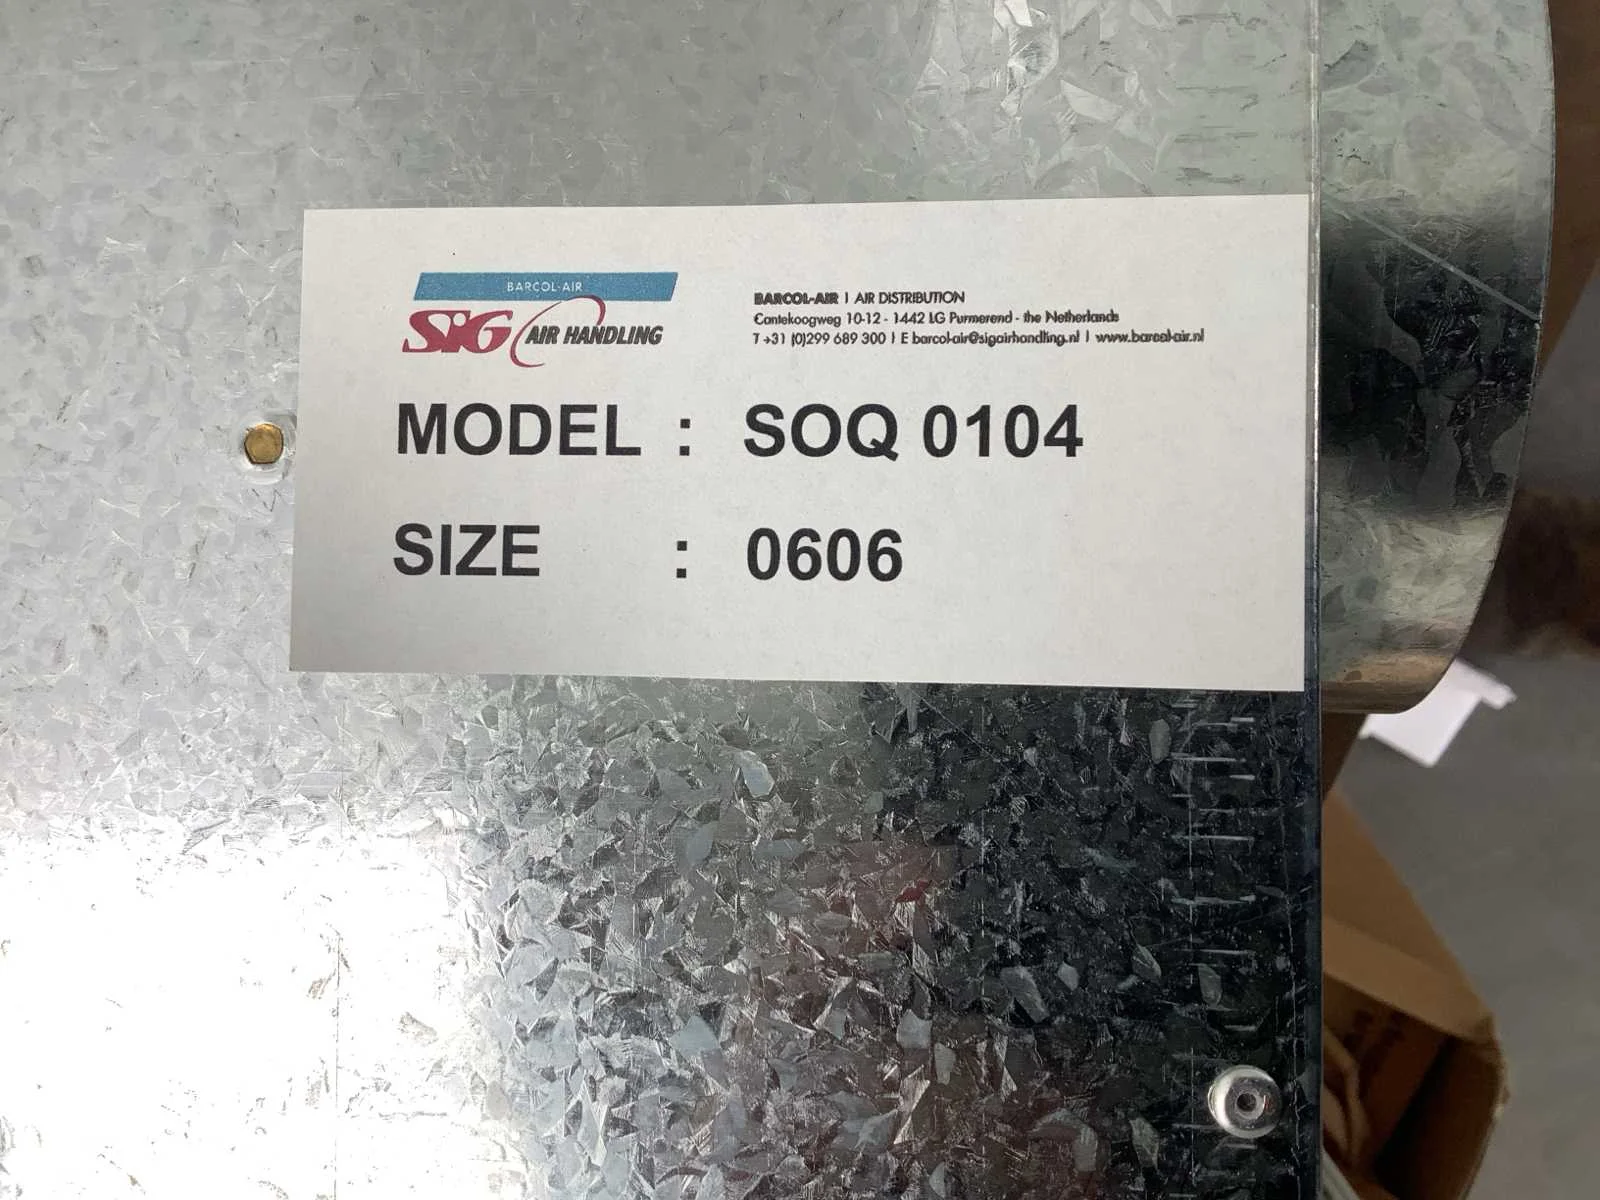 BARCOL-AIR
SiG AIR HANDLING
BARCOL-AIR | AIR DISTRIBUTION
Cantekoogweg 10-12 - 1442 LG Purmerend - the Netherlands
T +31 (0)299 689 300 | E barcol-air@sigairhandling.nl | www.barcol-air.nl
MODEL : SOQ 0104
SIZE : 0606